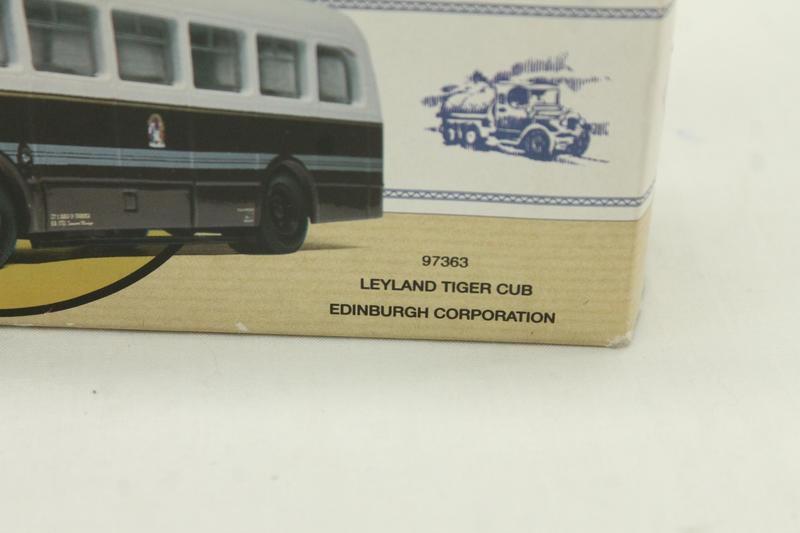 97363
LEYLAND TIGER CUB
EDINBURGH CORPORATION